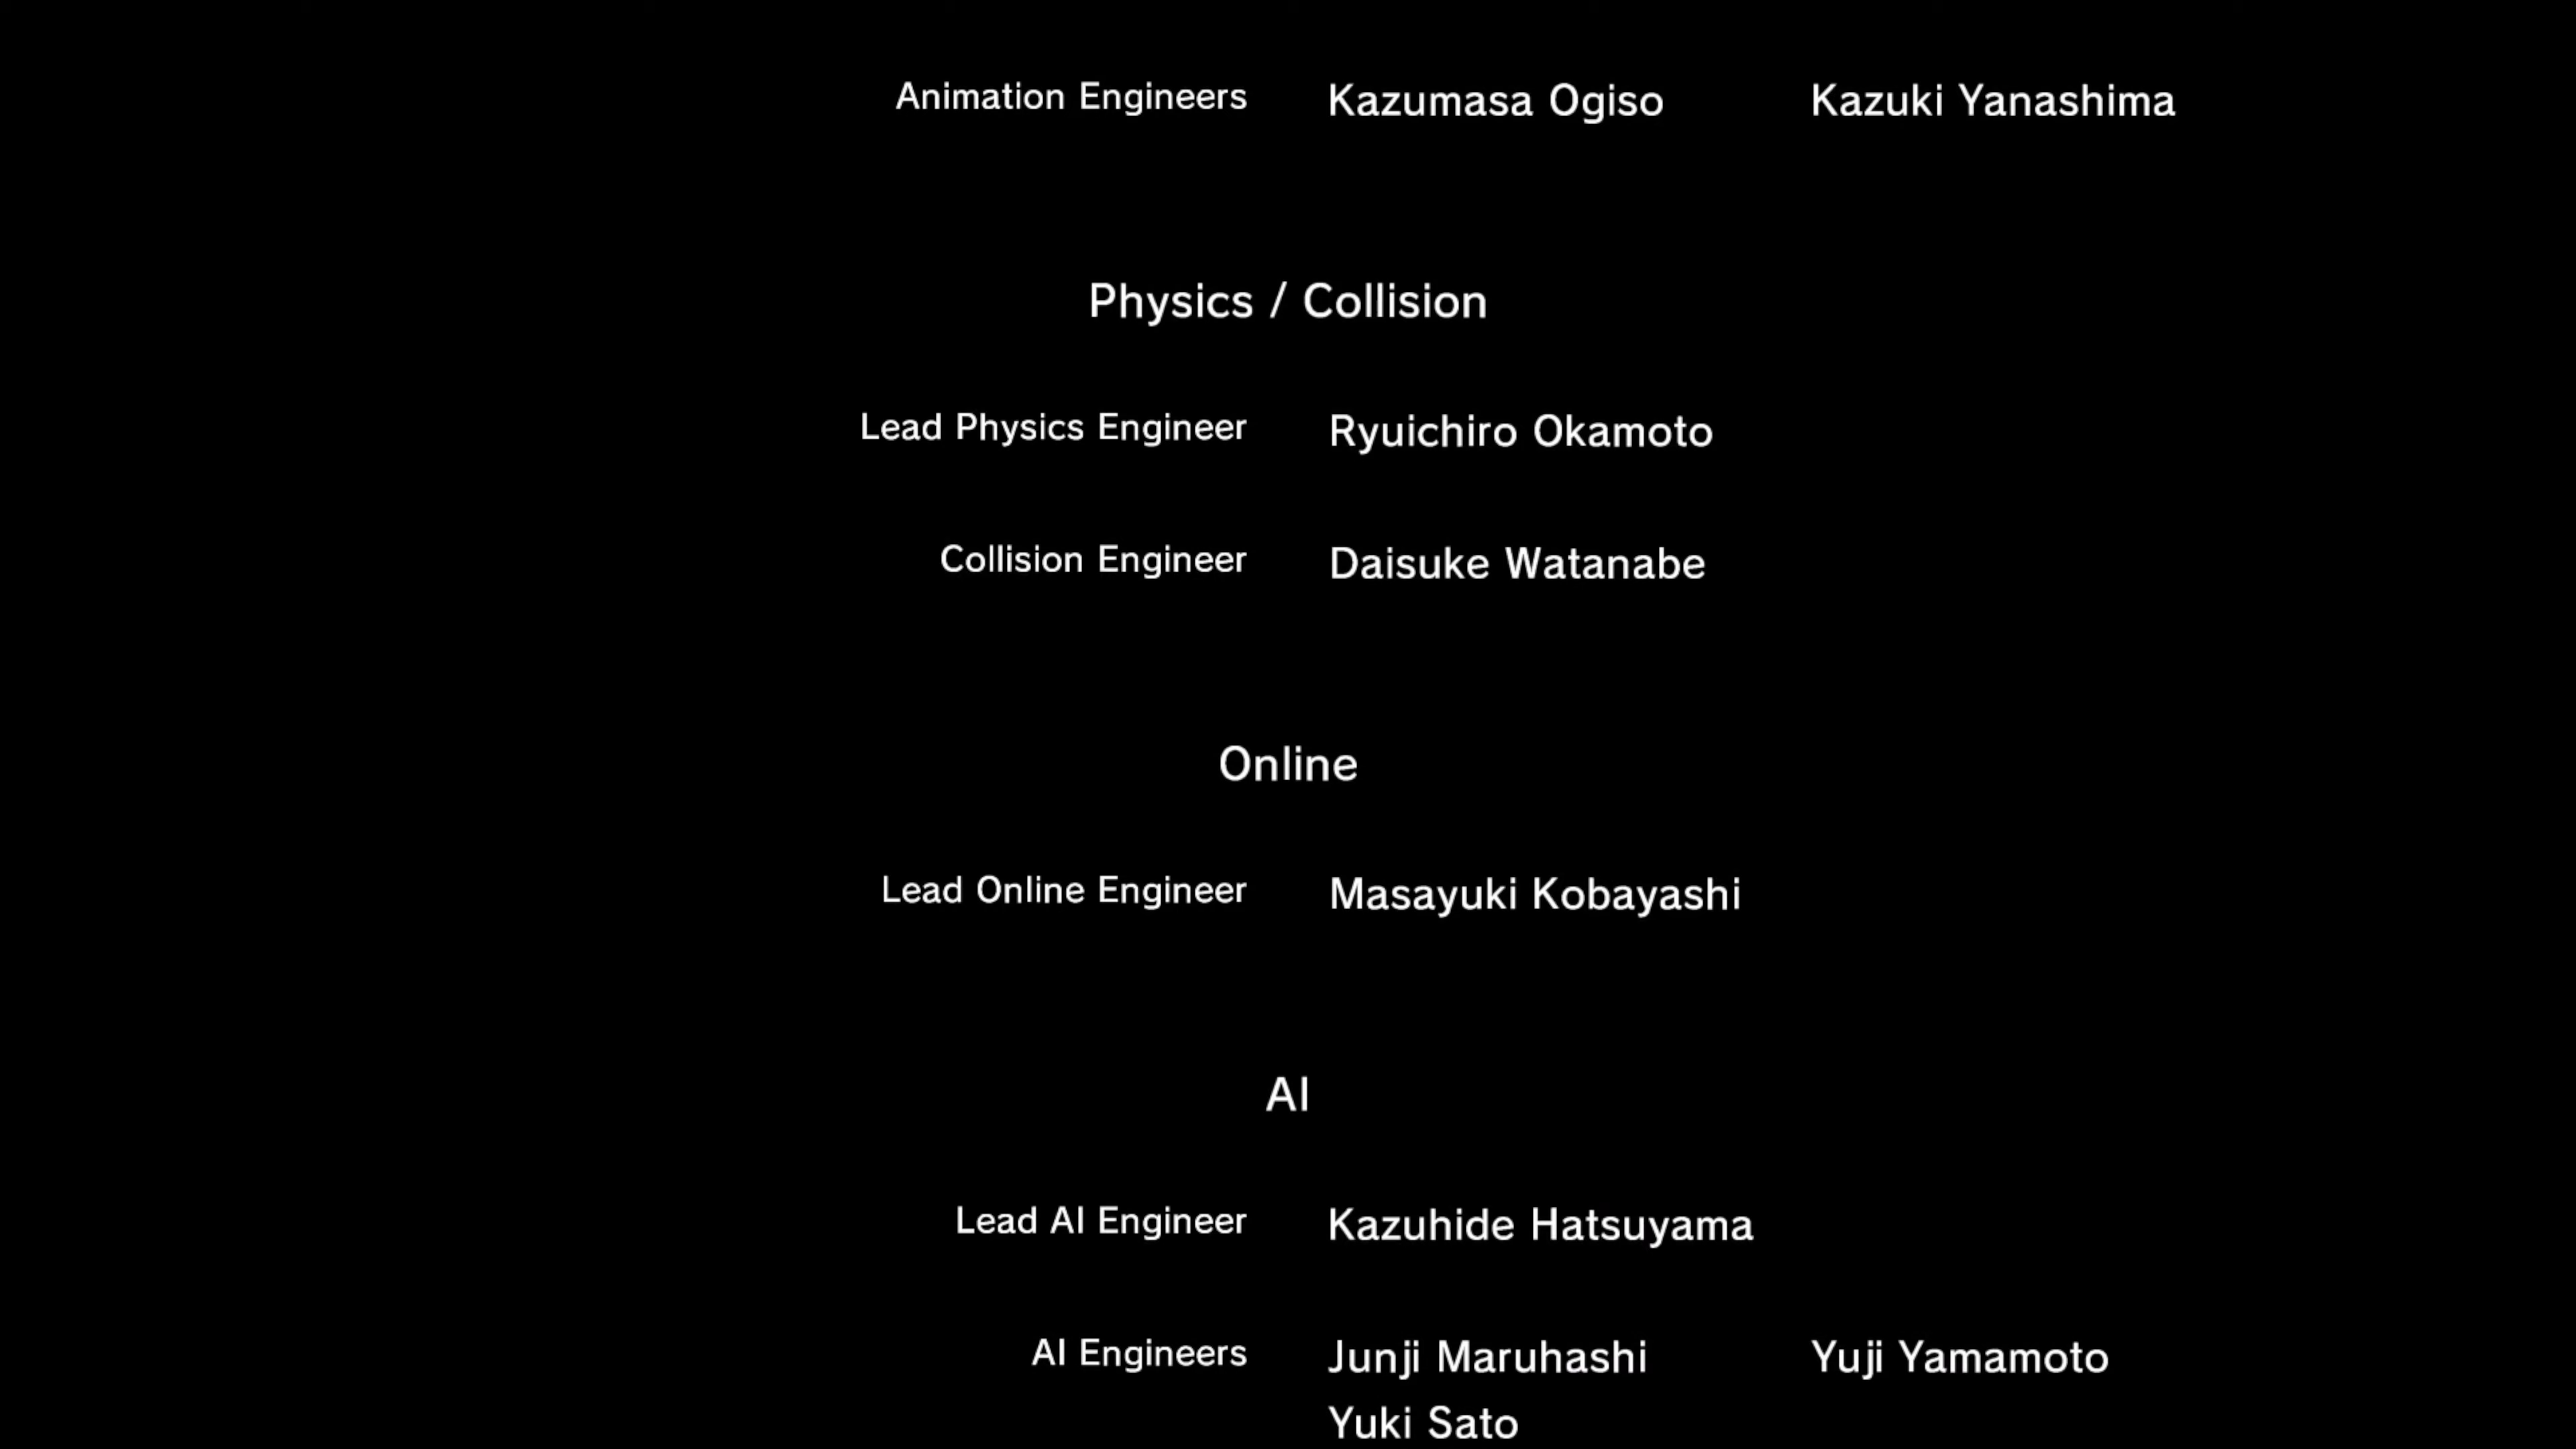 Animation Engineers Kazumasa Ogiso Kazuki Yanashima
Physics / Collision
Lead Physics Engineer Ryuichiro Okamoto
Collision Engineer Daisuke Watanabe
Online
Lead Online Engineer Masayuki Kobayashi
AI
Lead AI Engineer Kazuhide Hatsuyama
AI Engineers Junji Maruhashi Yuji Yamamoto
Yuki Sato